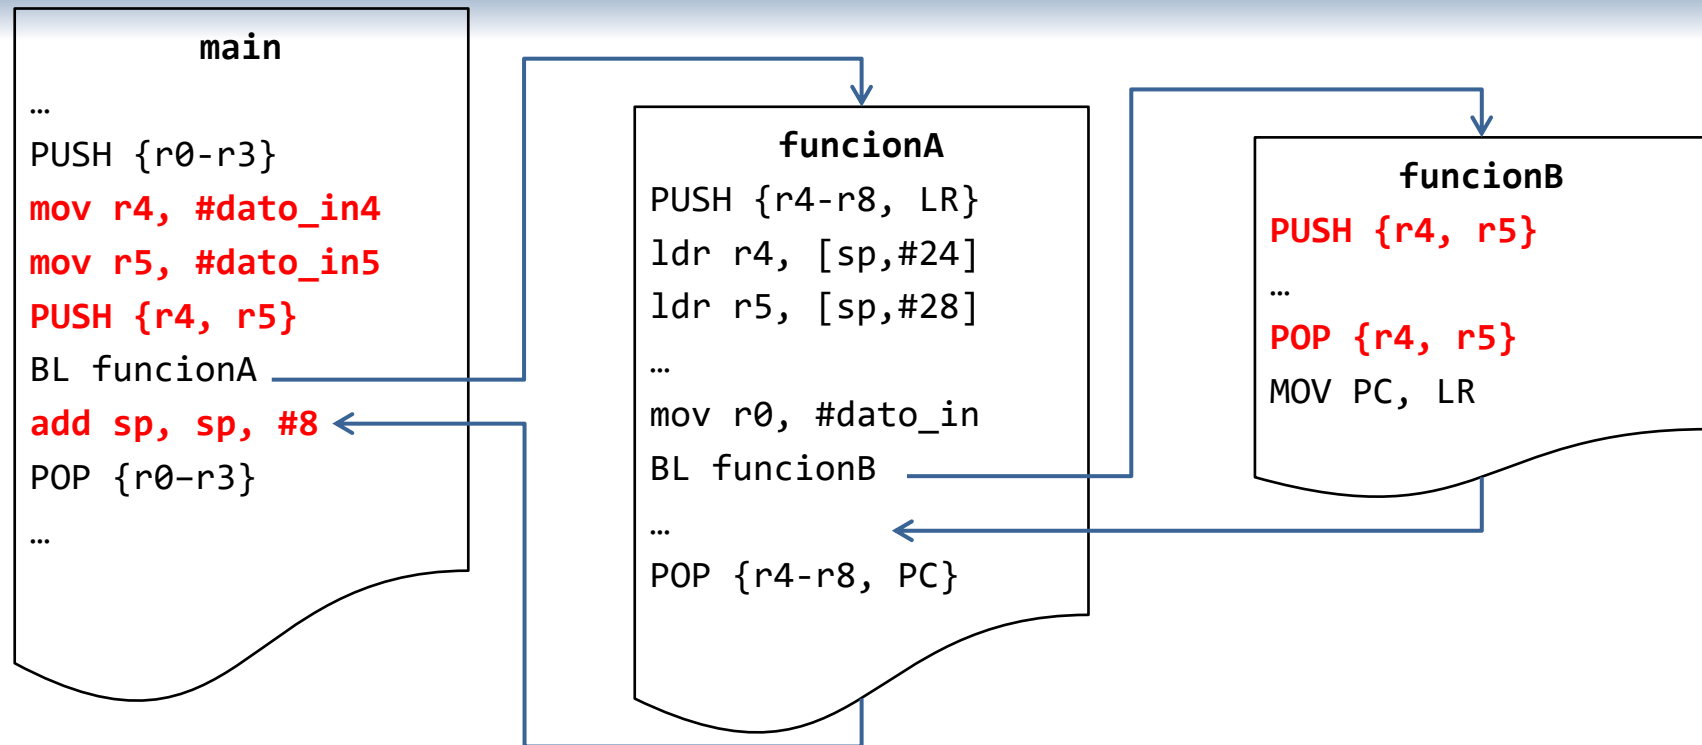 main
…
PUSH {r0-r3}
mov r4, #dato_in4
mov r5, #dato_in5
PUSH {r4, r5}
BL funcionA
add sp, sp, #8
POP {r0–r3}
…
funcionA
PUSH {r4-r8, LR}
ldr r4, [sp,#24]
ldr r5, [sp,#28]
…
mov r0, #dato_in
BL funcionB
…
POP {r4-r8, PC}
funcionB
PUSH {r4, r5}
…
POP {r4, r5}
MOV PC, LR